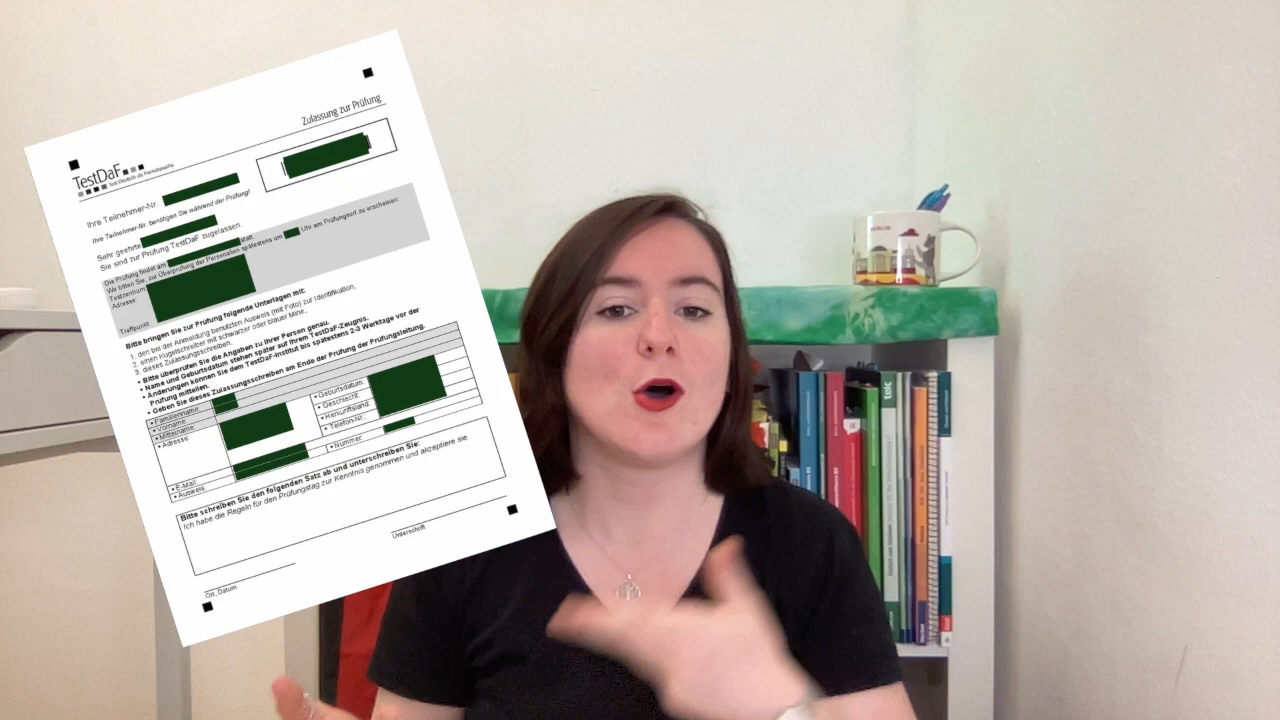 Zulassung zur Prüfung
TestDaF
Test Deutsch als Fremdsprache
Ihre Teilnehmer-Nr.
Ihre Teilnehmer-Nr. benötigen Sie während der Prüfung!
Sehr geehrte
Sie sind zur Prüfung TestDaF zugelassen.
Die Prüfung findet am statt.
Wir bitten Sie, zur Überprüfung der Personalien spätestens um Uhr am Prüfungsort zu erscheinen:
Testzentrum
Adresse:
Treffpunkt:
Bitte bringen Sie zur Prüfung folgende Unterlagen mit:
1. den bei der Anmeldung benutzten Ausweis (mit Foto) zur Identifikation,
2. einen Kugelschreiber mit schwarzer oder blauer Mine,
3. dieses Zulassungsschreiben.
• Bitte überprüfen Sie die Angaben zu Ihrer Person genau.
• Name und Geburtsdatum stehen später auf Ihrem TestDaF-Zeugnis.
• Änderungen können Sie dem TestDaF-Institut bis spätestens 2-3 Werktage vor der
Prüfung mitteilen.
• Geben Sie dieses Zulassungsschreiben am Ende der Prüfung der Prüfungsleitung.
• Familienname:
• Vorname:
• Mittelname:
• Adresse:
• Geburtsdatum:
• Geschlecht:
• Herkunftsland:
• Telefon-Nr.:
• E-Mail:
• Ausweis:
• Nummer:
Bitte schreiben Sie den folgenden Satz ab und unterschreiben Sie:
Ich habe die Regeln für den Prüfungstag zur Kenntnis genommen und akzeptiere sie
Ort, Datum
Unterschrift
BERLIN
telc